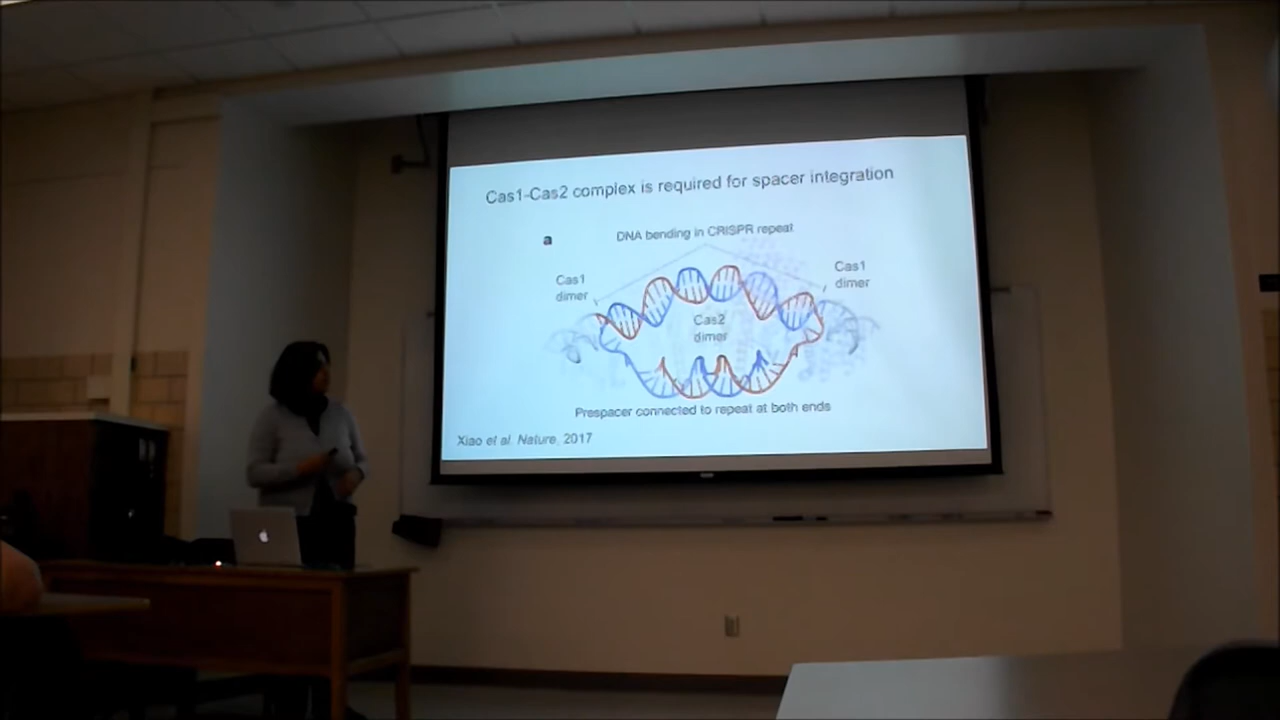 Cas1-Cas2 complex is required for spacer integration
a
DNA bending in CRISPR repeat
Cas1
dimer
Cas1
dimer
Cas2
dimer
Prespacer connected to repeat at both ends
Xiao et al. Nature, 2017